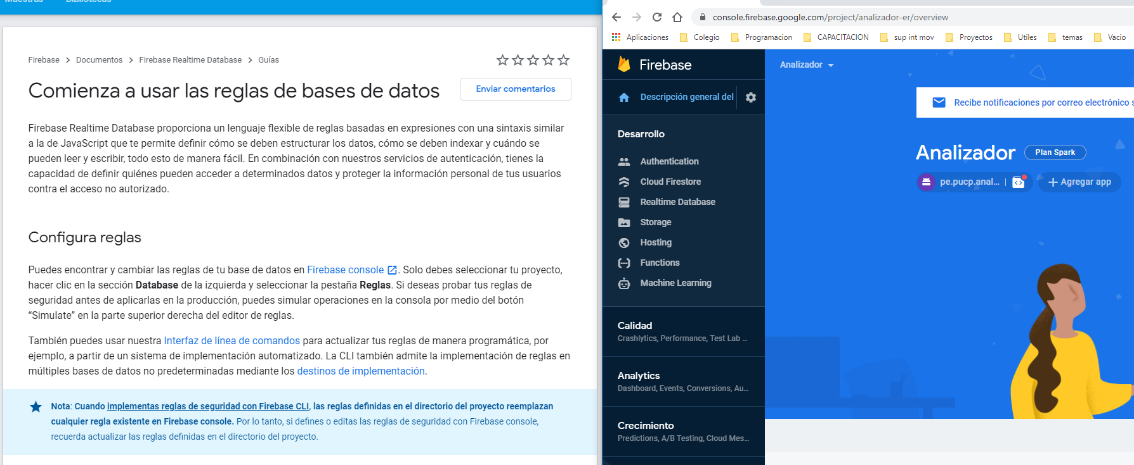 Muestras Bibliotecas
Firebase > Documentos > Firebase Realtime Database > Guías
Comienza a usar las reglas de bases de datos
Enviar comentarios
Firebase Realtime Database proporciona un lenguaje flexible de reglas basadas en expresiones con una sintaxis similar
a la de JavaScript que te permite definir cómo se deben estructurar los datos, cómo se deben indexar y cuándo se
pueden leer y escribir, todo esto de manera fácil. En combinación con nuestros servicios de autenticación, tienes la
capacidad de definir quiénes pueden acceder a determinados datos y proteger la información personal de tus usuarios
contra el acceso no autorizado.
Configura reglas
Puedes encontrar y cambiar las reglas de tu base de datos en Firebase console. Solo debes seleccionar tu proyecto,
hacer clic en la sección Database de la izquierda y seleccionar la pestaña Reglas. Si deseas probar tus reglas de
seguridad antes de aplicarlas en la producción, puedes simular operaciones en la consola por medio del botón
“Simulate” en la parte superior derecha del editor de reglas.
También puedes usar nuestra Interfaz de línea de comandos para actualizar tus reglas de manera programática, por
ejemplo, a partir de un sistema de implementación automatizado. La CLI también admite la implementación de reglas en
múltiples bases de datos no predeterminadas mediante los destinos de implementación.
Nota: Cuando implementas reglas de seguridad con Firebase CLI, las reglas definidas en el directorio del proyecto reemplazan
cualquier regla existente en Firebase console. Por lo tanto, si defines o editas las reglas de seguridad con Firebase console,
recuerda actualizar las reglas definidas en el directorio del proyecto.
console.firebase.google.com/project/analizador-er/overview
Aplicaciones Colegio Programacion CAPACITACION sup int mov Proyectos Utiles temas Vacio
Firebase
Descripción general del
Desarrollo
Authentication
Cloud Firestore
Realtime Database
Storage
Hosting
Functions
Machine Learning
Calidad
Crashlytics, Performance, Test Lab ...
Analytics
Dashboard, Events, Conversions, Au...
Crecimiento
Predictions, A/B Testing, Cloud Mes...
Analizador
Recibe notificaciones por correo electrónico s
Analizador Plan Spark
pe.pucp.anal... | + Agregar app